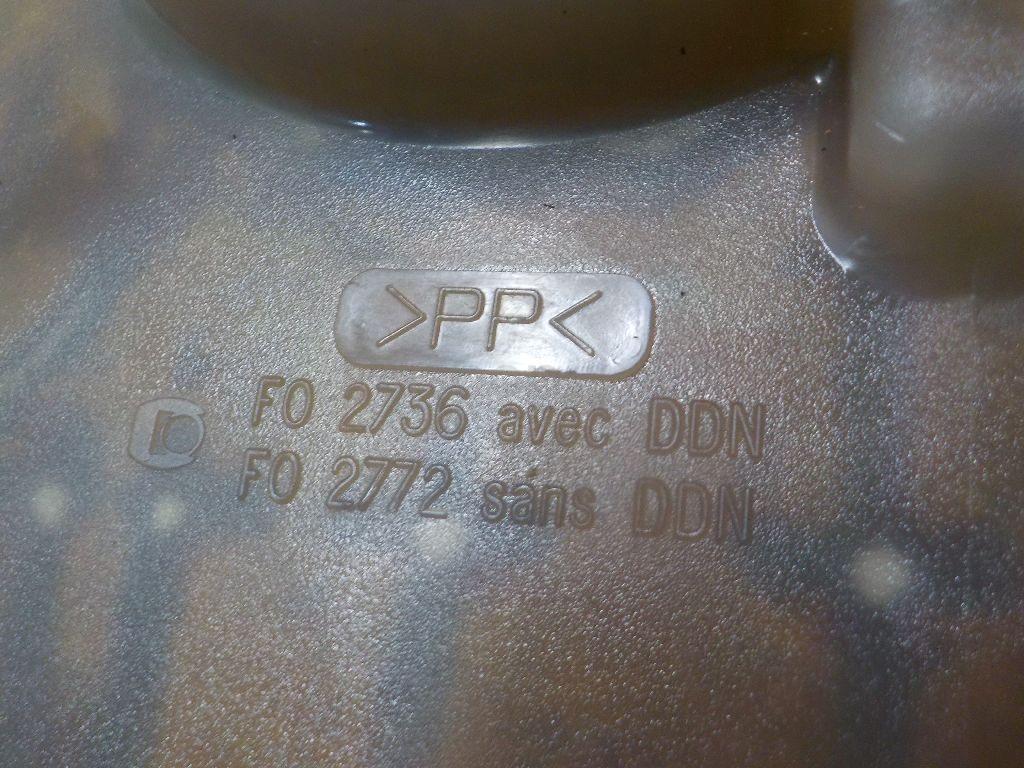 >PP<
FO 2736 avec DDN
FO 2772 sans DDN